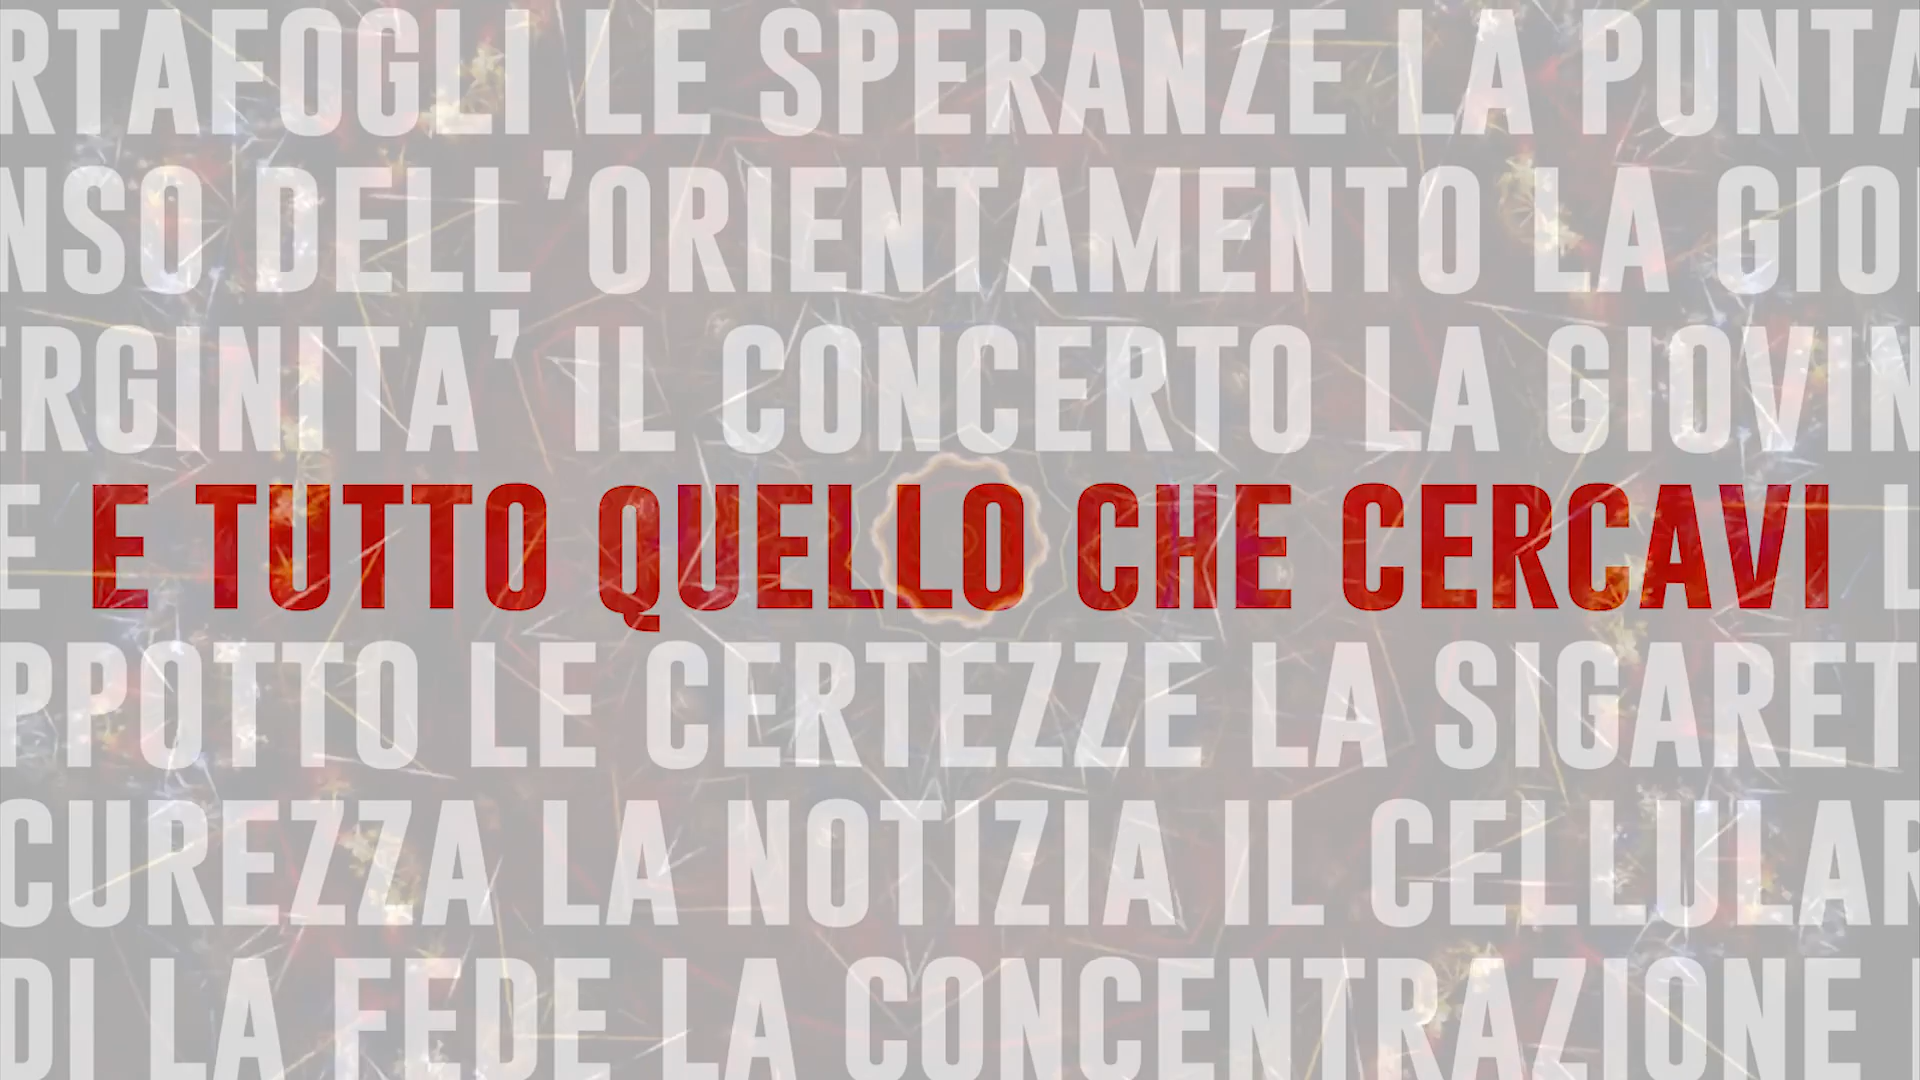 RTAFOGLI LE SPERANZE LA PUNTA
NSO DELL'ORIENTAMENTO LA GIO
ERGINITA' IL CONCERTO LA GIOVIN
E E TUTTO QUELLO CHE CERCAVI L
PPOTTO LE CERTEZZE LA SIGARET
CUREZZA LA NOTIZIA IL CELLULAR
DI LA FEDE LA CONCENTRAZIONE